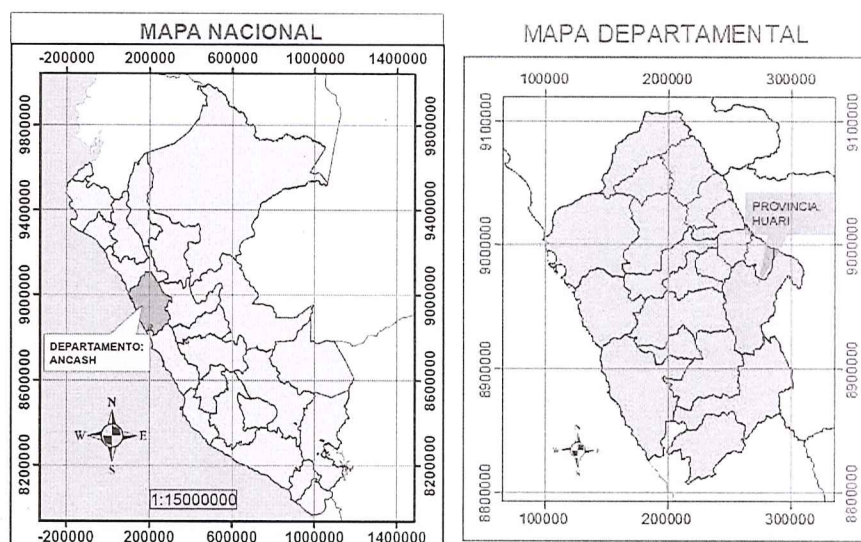 MAPA NACIONAL
-200000 200000 600000 1000000 1400000
9800000 9800000
9400000 9400000
9000000 9000000
8600000 8600000
8200000 8200000
DEPARTAMENTO:
ANCASH
N
W E
S
1:15000000
-200000 200000 600000 1000000 1400000
MAPA DEPARTAMENTAL
100000 200000 300000
9100000 9100000
9000000 9000000
8900000 8900000
8800000 8800000
PROVINCIA:
HUARI
N
W E
S
100000 200000 300000